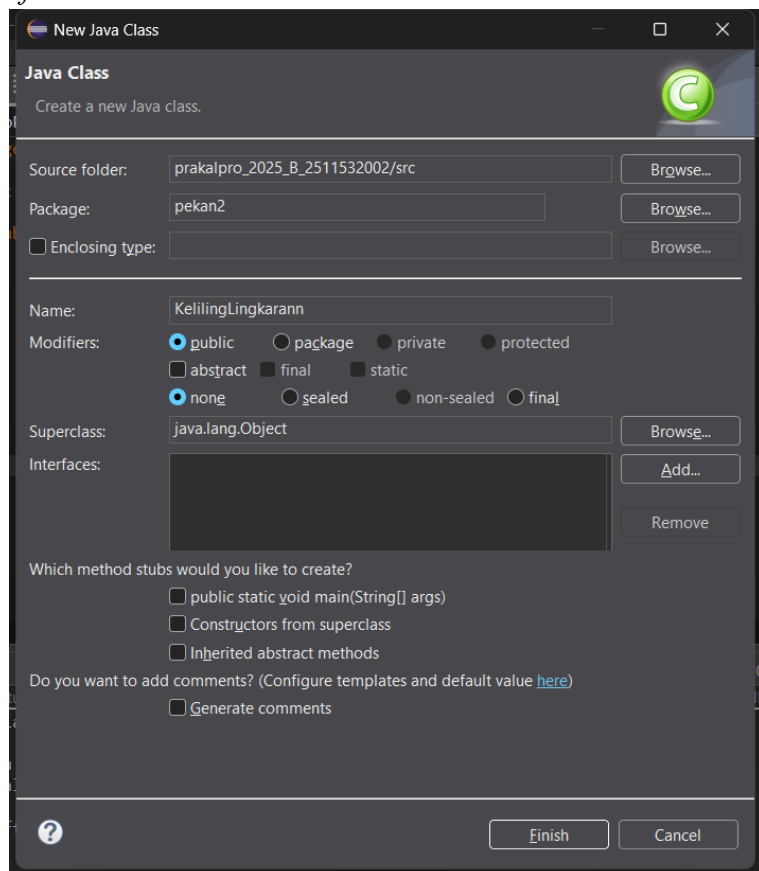 New Java Class
Java Class
Create a new Java class.
Source folder: prakalpro_2025_B_2511532002/src Browse...
Package: pekan2 Browse...
Enclosing type: Browse...
Name: KelilingLingkarann
Modifiers: public package private protected
abstract final static
none sealed non-sealed final
Superclass: java.lang.Object Browse...
Interfaces: Add...
Remove
Which method stubs would you like to create?
public static void main(String[] args)
Constructors from superclass
Inherited abstract methods
Do you want to add comments? (Configure templates and default value here)
Generate comments
Finish Cancel